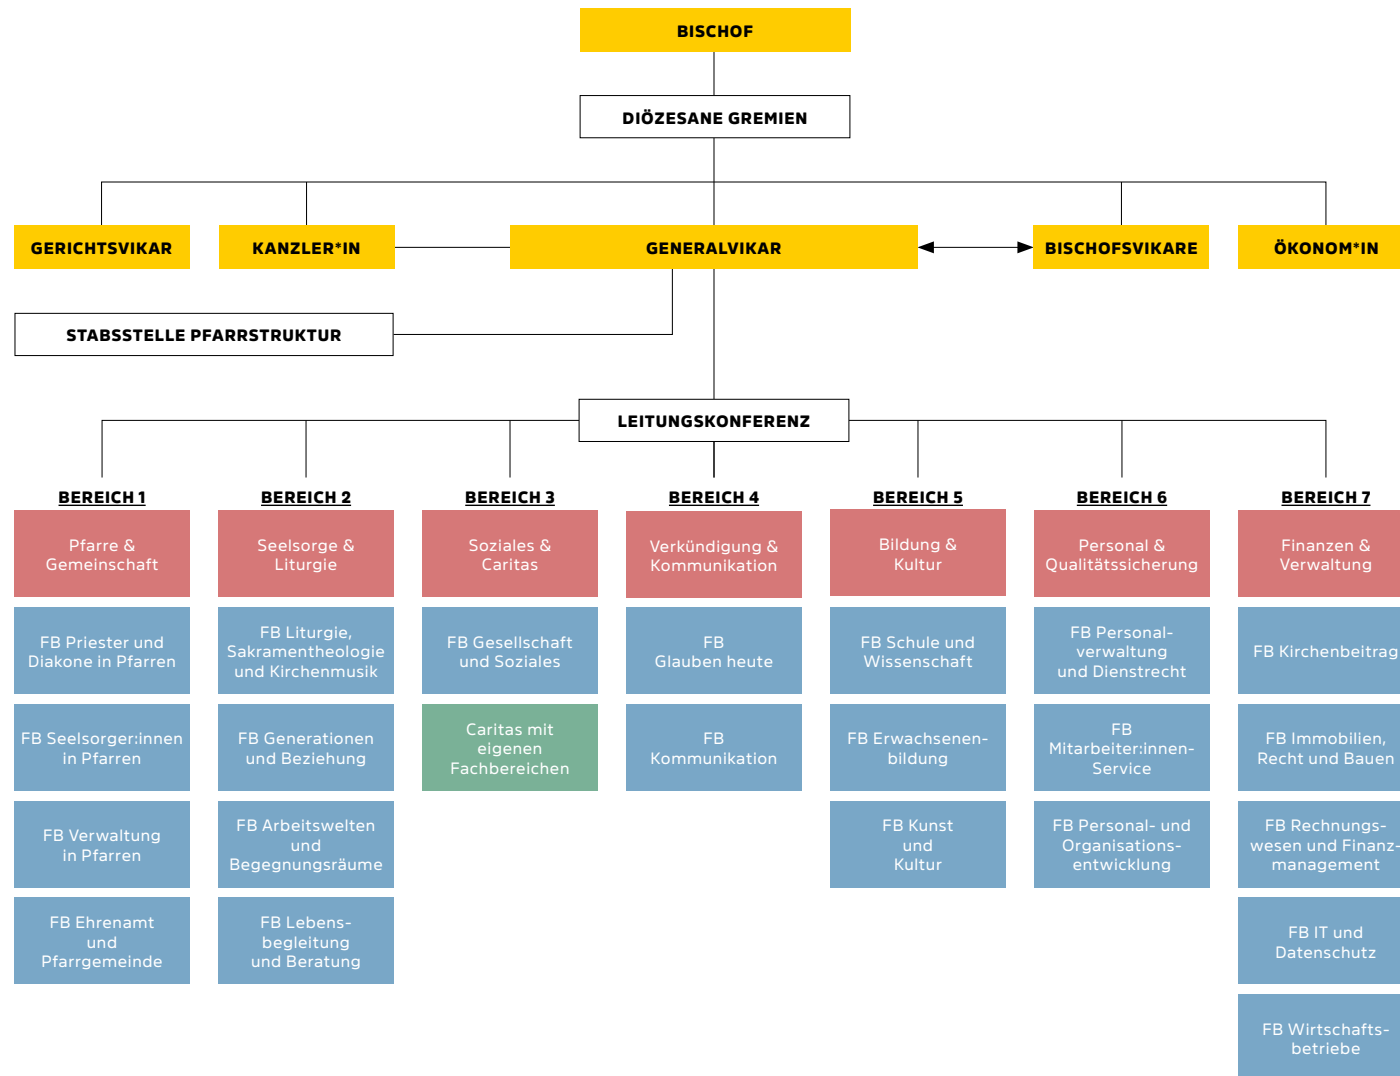 BISCHOF
DIÖZESANE GREMIEN
GERICHTSVIKAR
KANZLER*IN
GENERALVIKAR
BISCHOFSVIKARE
ÖKONOM*IN
STABSSTELLE PFARRSTRUKTUR
LEITUNGSKONFERENZ
BEREICH 1
Pfarre &
Gemeinschaft
FB Priester und
Diakone in Pfarren
FB Seelsorger:innen
in Pfarren
FB Verwaltung
in Pfarren
FB Ehrenamt
und
Pfarrgemeinde
BEREICH 2
Seelsorge &
Liturgie
FB Liturgie,
Sakramententheologie
und Kirchenmusik
FB Generationen
und Beziehung
FB Arbeitswelten
und
Begegnungsräume
FB Lebens-
begleitung
und Beratung
BEREICH 3
Soziales &
Caritas
FB Gesellschaft
und Soziales
Caritas mit
eigenen
Fachbereichen
BEREICH 4
Verkündigung &
Kommunikation
FB
Glauben heute
FB
Kommunikation
BEREICH 5
Bildung &
Kultur
FB Schule und
Wissenschaft
FB Erwachsenen-
bildung
FB Kunst
und
Kultur
BEREICH 6
Personal &
Qualitätssicherung
FB Personal-
verwaltung
und Dienstrecht
FB
Mitarbeiter:innen-
Service
FB Personal- und
Organisations-
entwicklung
BEREICH 7
Finanzen &
Verwaltung
FB Kirchenbeitrag
FB Immobilien,
Recht und Bauen
FB Rechnungs-
wesen und Finanz-
management
FB IT und
Datenschutz
FB Wirtschafts-
betriebe